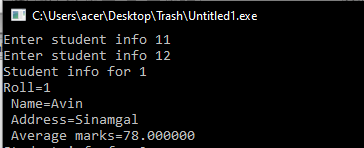 C:\Users\acer\Desktop\Trash\Untitled1.exe
Enter student info 11
Enter student info 12
Student info for 1
Roll=1
Name=Avin
Address=Sinamgal
Average marks=78.000000